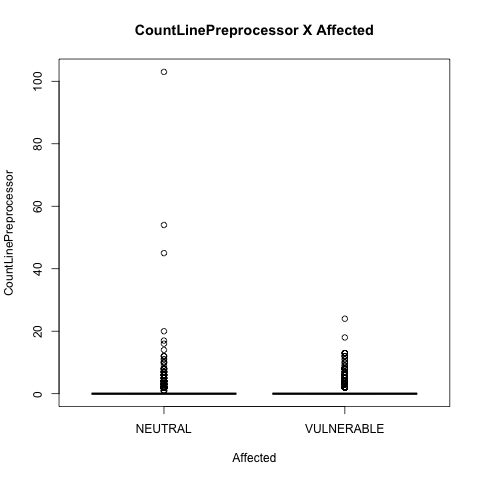 CountLinePreprocessor X Affected
CountLinePreprocessor
100
80
60
40
20
0
NEUTRAL
VULNERABLE
Affected